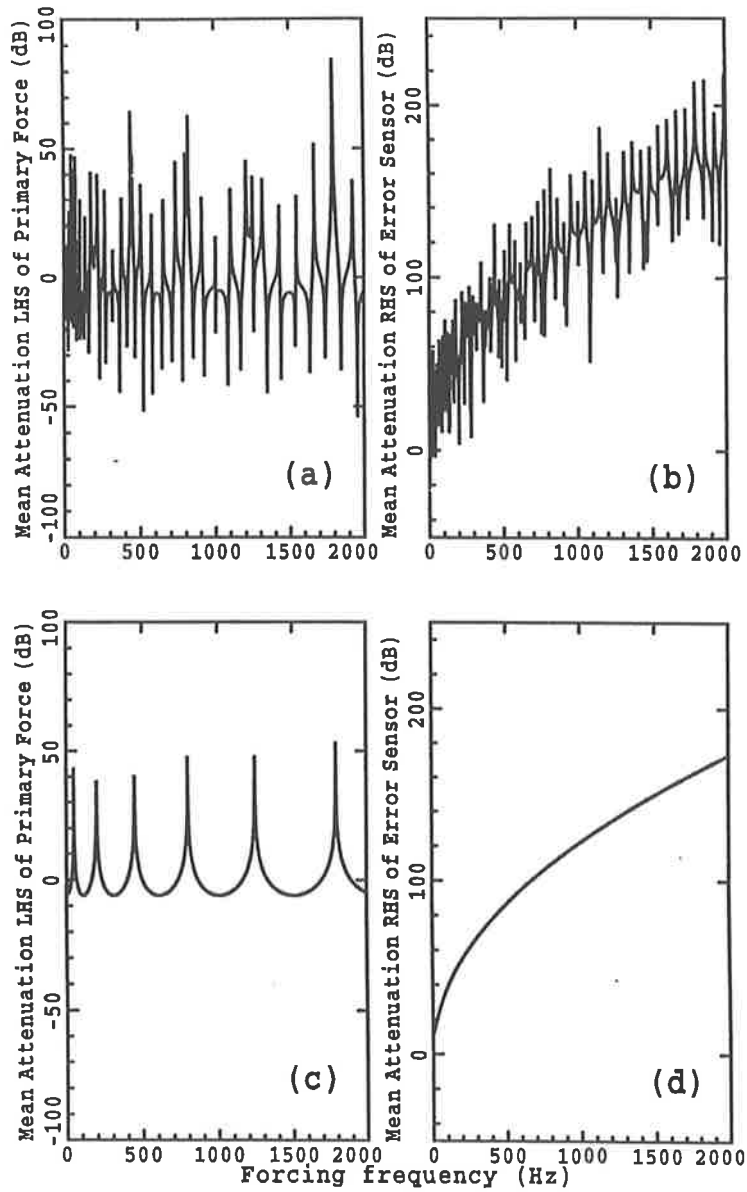 Mean Attenuation LHS of Primary Force (dB)
100
50
0
-50
-100
(a)
0 500 1000 1500 2000
Mean Attenuation RHS of Error Sensor (dB)
200
100
0
(b)
0 500 1000 1500 2000
Mean Attenuation LHS of Primary Force (dB)
100
50
0
-50
-100
(c)
0 500 1000 1500 2000
Mean Attenuation RHS of Error Sensor (dB)
200
100
0
(d)
0 500 1000 1500 2000
Forcing frequency (Hz)